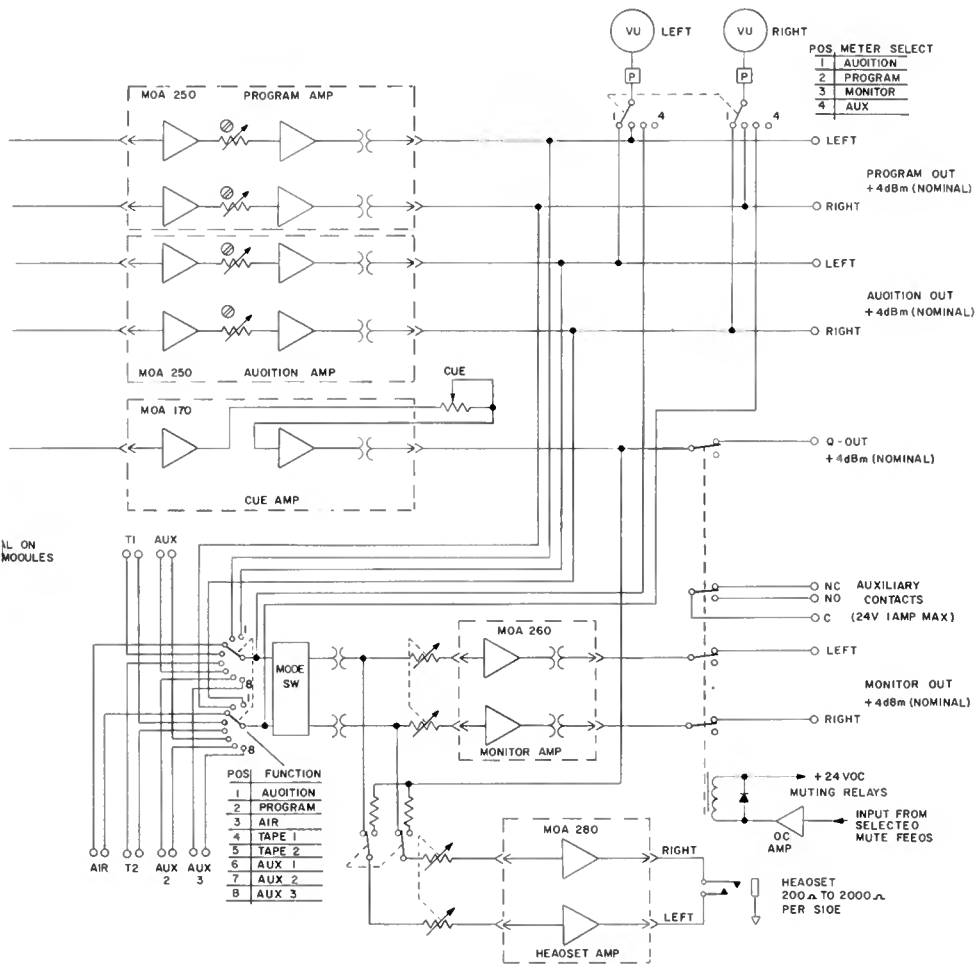 VU LEFT VU RIGHT
POS METER SELECT
1 AUOITION
2 PROGRAM
3 MONITOR
4 AUX
P P
4 4
MOA 250 PROGRAM AMP
LEFT
PROGRAM OUT
+4dBm (NOMINAL)
RIGHT
LEFT
AUOITION OUT
+4dBm (NOMINAL)
RIGHT
MOA 250 AUOITION AMP
CUE
MOA 170
Q-OUT
+4dBm (NOMINAL)
CUE AMP
AL ON
MOOULES
T1 AUX
NC AUXILIARY
NO CONTACTS
C (24V 1AMP MAX)
1
MOA 260
LEFT
MODE
SW
8
1
MONITOR OUT
+4dBm (NOMINAL)
RIGHT
8
MONITOR AMP
POS FUNCTION
1 AUOITION
2 PROGRAM
3 AIR
4 TAPE 1
5 TAPE 2
6 AUX 1
7 AUX 2
8 AUX 3
+24VOC
MUTING RELAYS
INPUT FROM
SELECTEO
MUTE FEEOS
OC
AMP
MOA 280
AIR T2 AUX 2 AUX 3
RIGHT
HEAOSET
200Ω TO 2000Ω
PER SIOE
LEFT
HEAOSET AMP